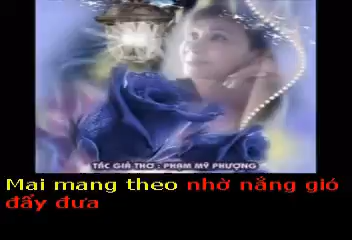 TÁC GIẢ THƠ : PHẠM MỸ PHƯỢNG
Mai mang theo nhờ nắng gió
đẩy đưa